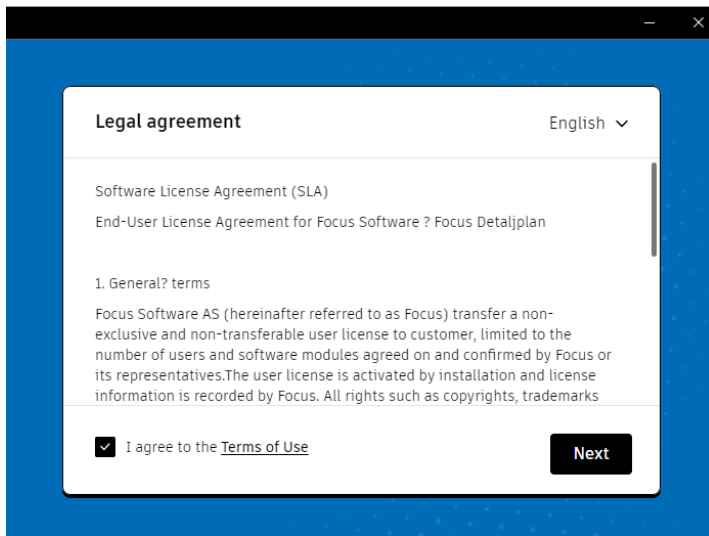 Legal agreement
English
Software License Agreement (SLA)
End-User License Agreement for Focus Software ? Focus Detaljplan
1. General? terms
Focus Software AS (hereinafter referred to as Focus) transfer a non-
exclusive and non-transferable user license to customer, limited to the
number of users and software modules agreed on and confirmed by Focus or
its representatives.The user license is activated by installation and license
information is recorded by Focus. All rights such as copyrights, trademarks
I agree to the Terms of Use
Next